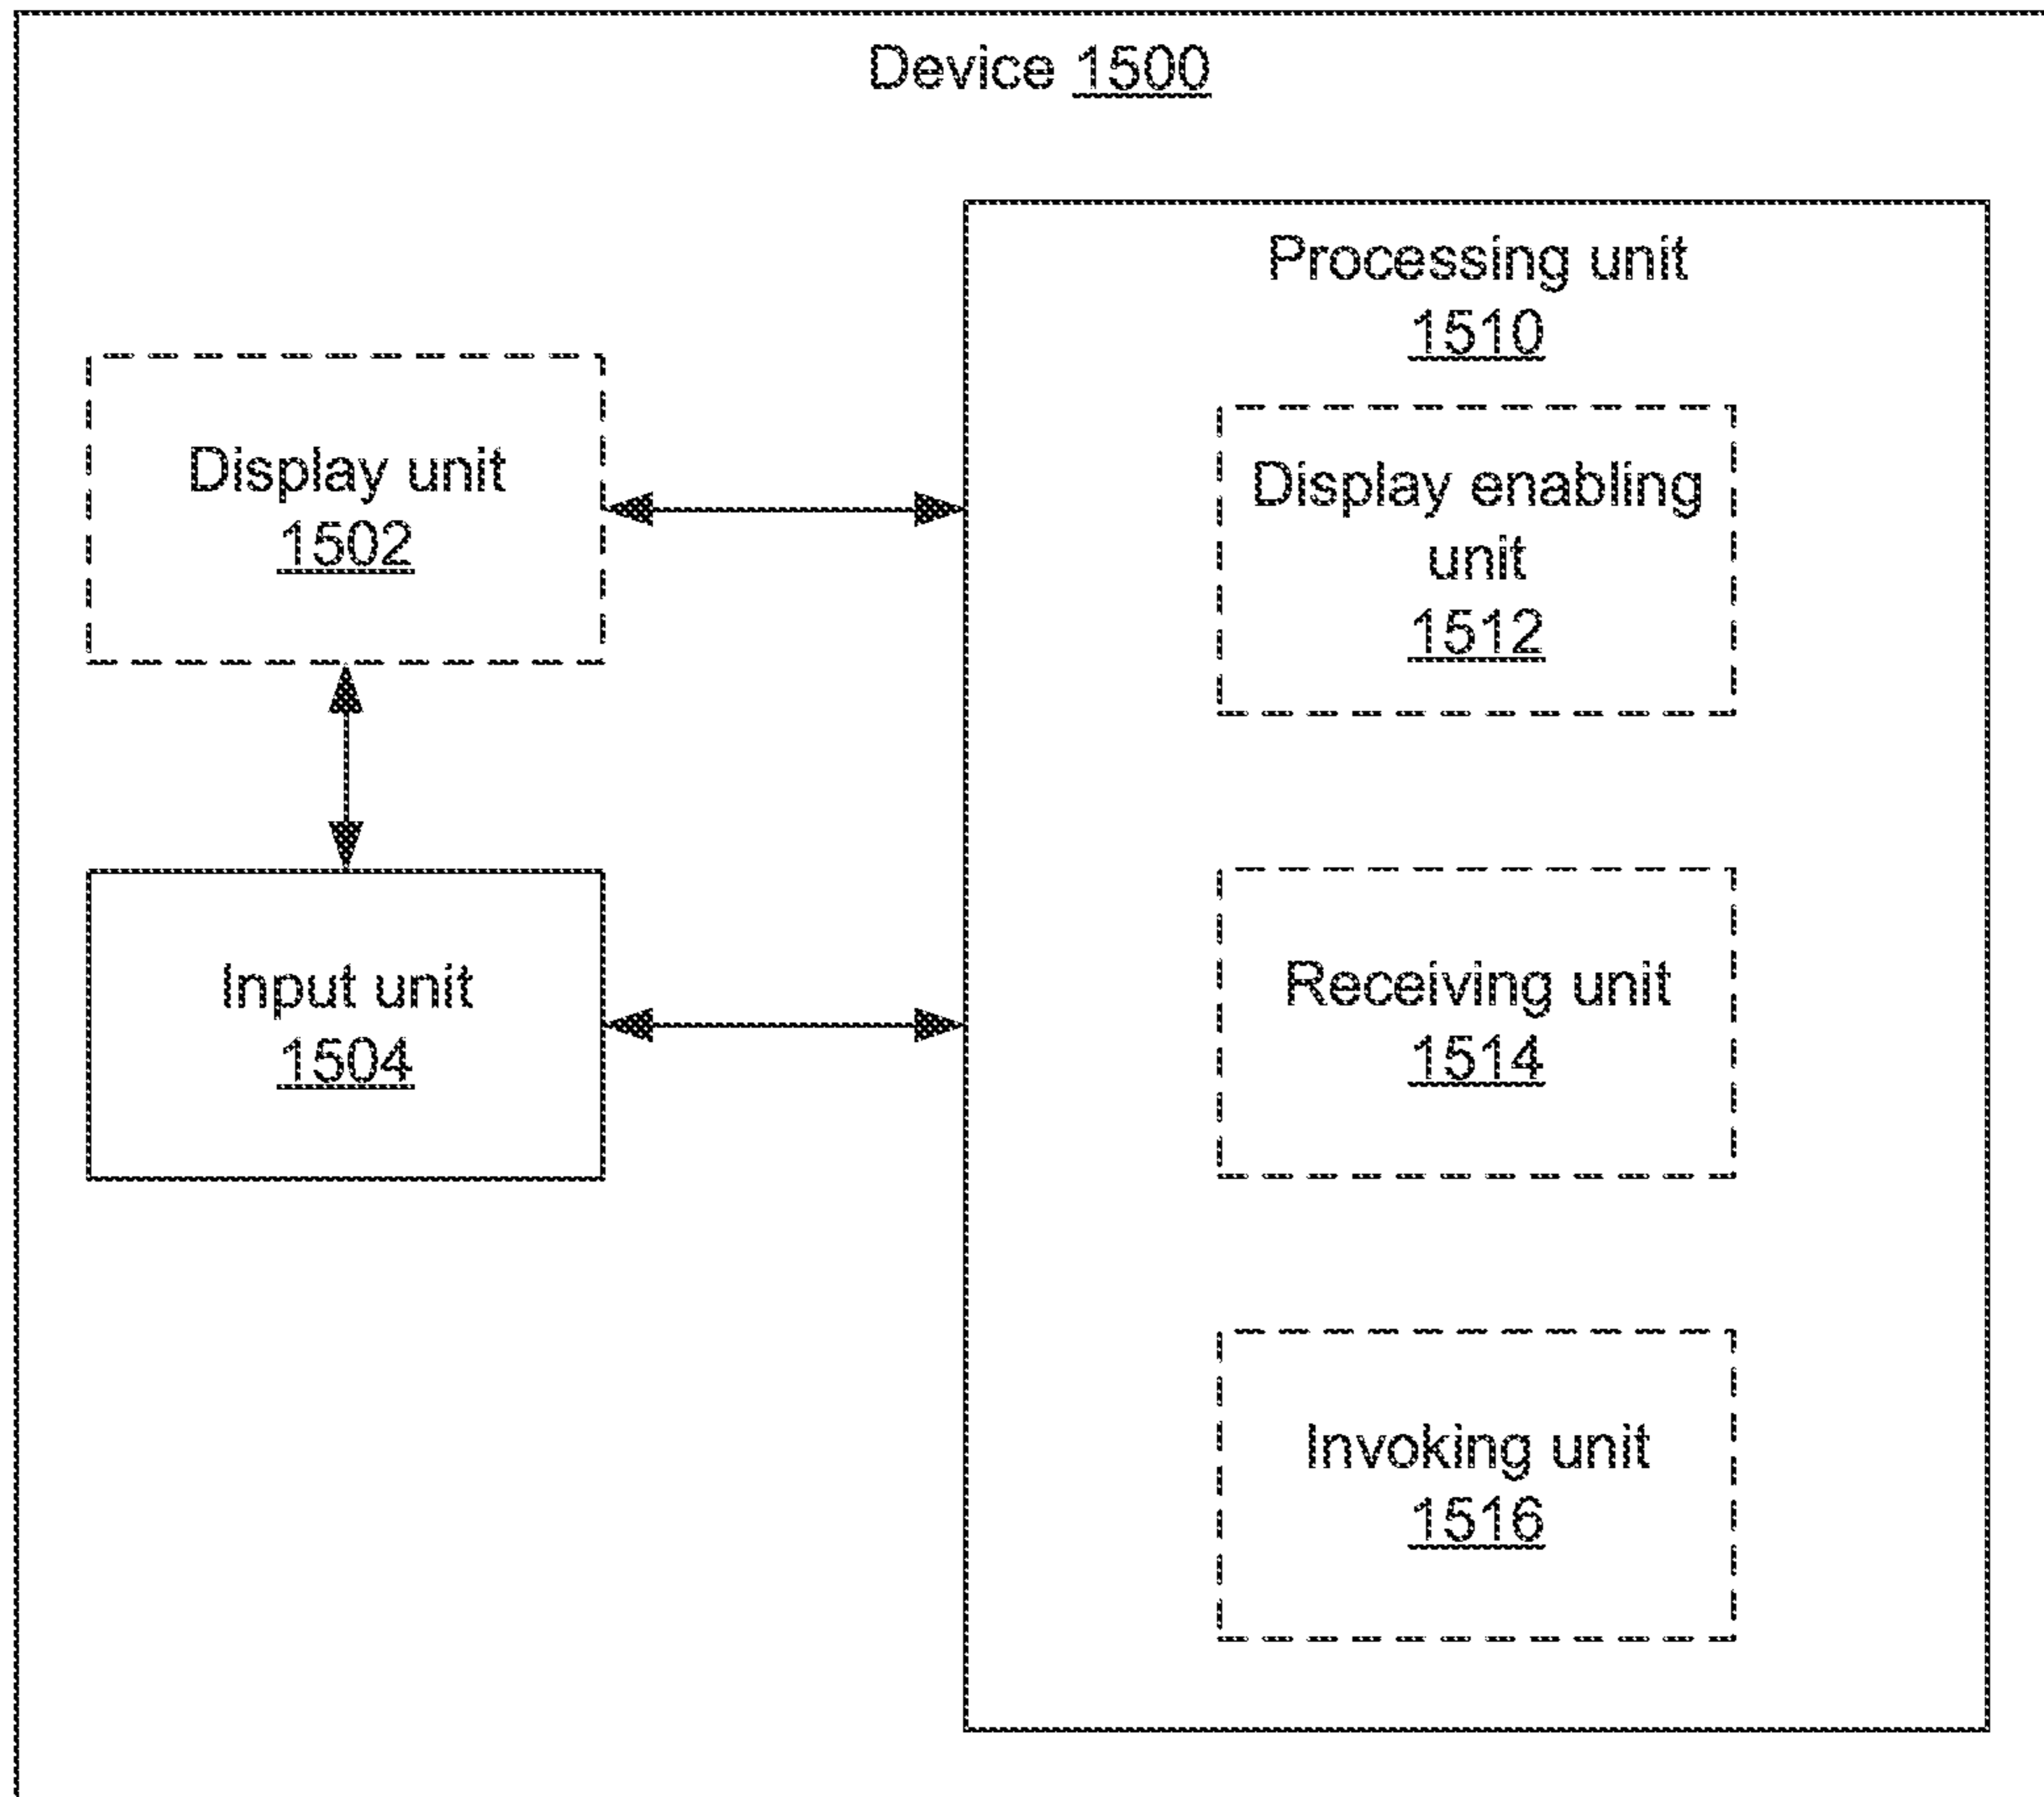 Device 1500
Processing unit
1510
Display unit
1502
Display enabling
unit
1512
Input unit
1504
Receiving unit
1514
Invoking unit
1516